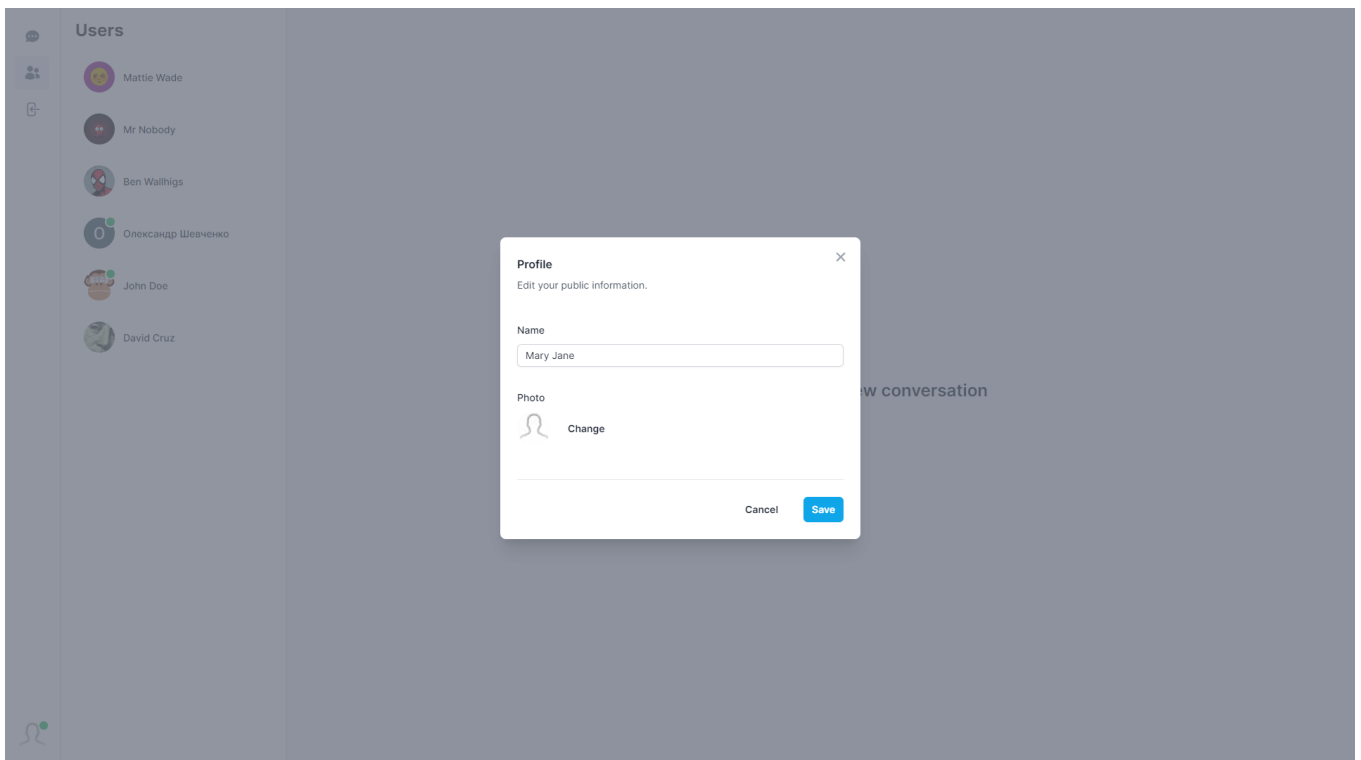 Users
Mattie Wade
Mr Nobody
Ben Wallhigs
О
Олександр Шевченко
John Doe
David Cruz
Profile
Edit your public information.
Name
Mary Jane
Photo
Change
Cancel
Save
conversation